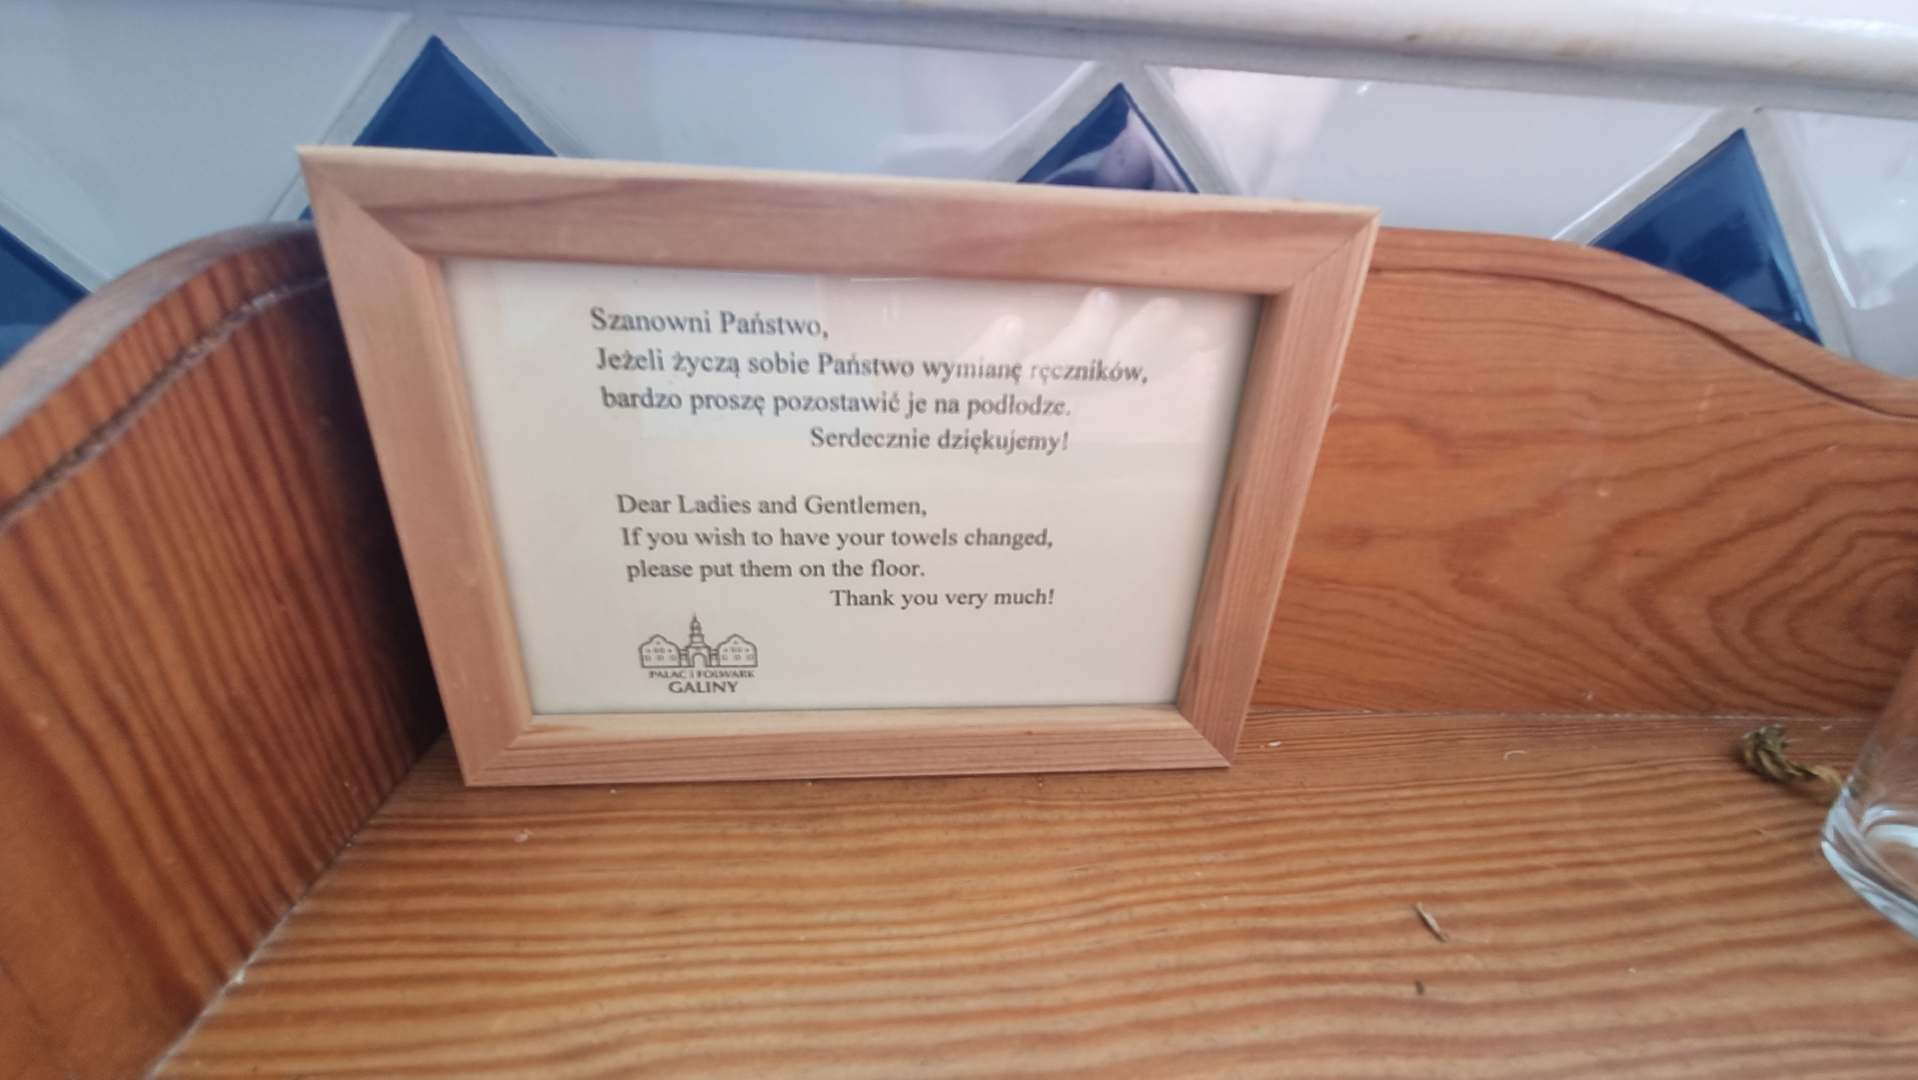 Szanowni Państwo,
Jeżeli życzą sobie Państwo wymianę ręczników,
bardzo proszę pozostawić je na podłodze.
Serdecznie dziękujemy!
Dear Ladies and Gentlemen,
If you wish to have your towels changed,
please put them on the floor.
Thank you very much!
PAŁAC I FOLWARK
GALINY